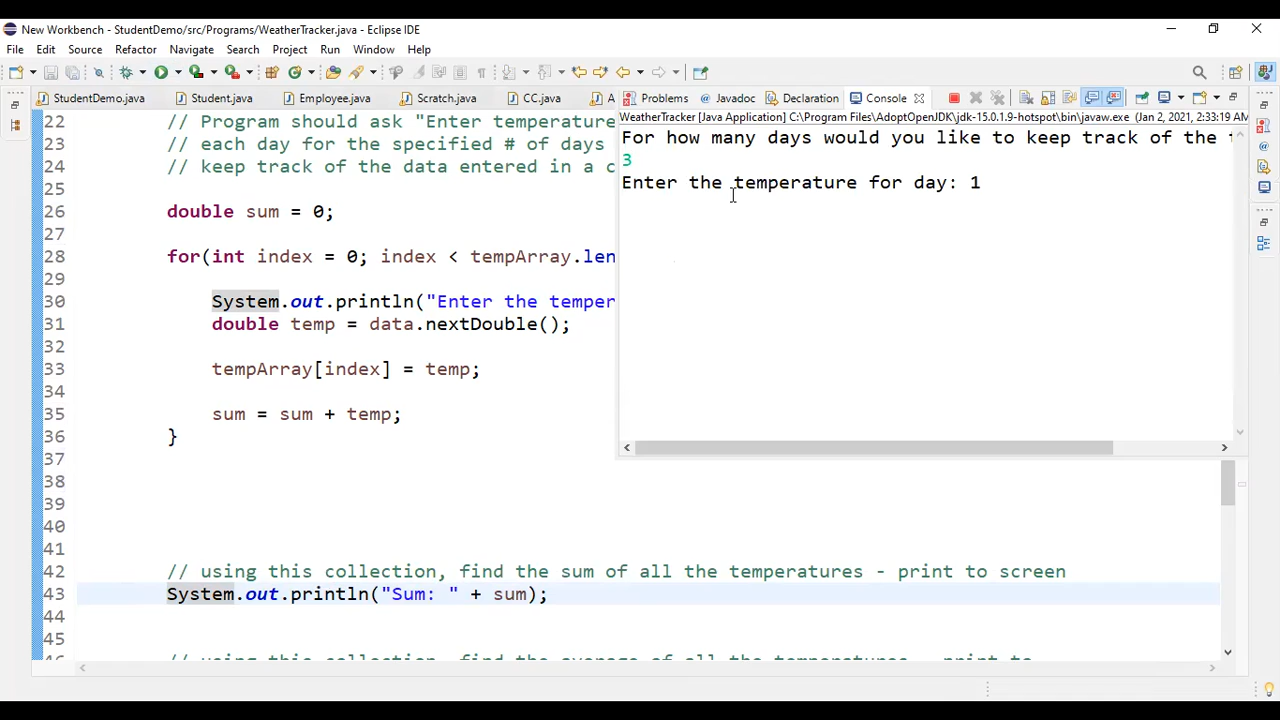 New Workbench - StudentDemo/src/Programs/WeatherTracker.java - Eclipse IDE
File Edit Source Refactor Navigate Search Project Run Window Help
StudentDemo.java Student.java Employee.java Scratch.java CC.java Problems Javadoc Declaration Console
WeatherTracker [Java Application] C:\Program Files\AdoptOpenJDK\jdk-15.0.1.9-hotspot\bin\javaw.exe (Jan 2, 2021, 2:33:19 AM
For how many days would you like to keep track of the
3
Enter the temperature for day: 1
22 // Program should ask "Enter temperature
23 // each day for the specified # of days
24 // keep track of the data entered in a c
25
26 double sum = 0;
27
28 for(int index = 0; index < tempArray.len
29
30 System.out.println("Enter the temper
31 double temp = data.nextDouble();
32
33 tempArray[index] = temp;
34
35 sum = sum + temp;
36 }
37
38
39
40
41
42 // using this collection, find the sum of all the temperatures - print to screen
43 System.out.println("Sum: " + sum);
44
45